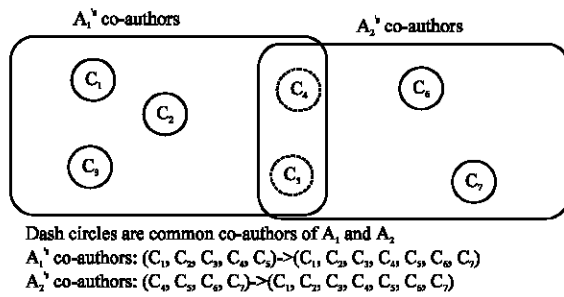 A₁'s co-authors
A₂'s co-authors
C₁
C₄
C₆
C₂
C₃
C₅
C₇
Dash circles are common co-authors of A₁ and A₂
A₁'s co-authors: (C₁, C₂, C₃, C₄, C₅)->(C₁, C₂, C₃, C₄, C₅, C₆, C₇)
A₂'s co-authors: (C₄, C₅, C₆, C₇)->(C₁, C₂, C₃, C₄, C₅, C₆, C₇)